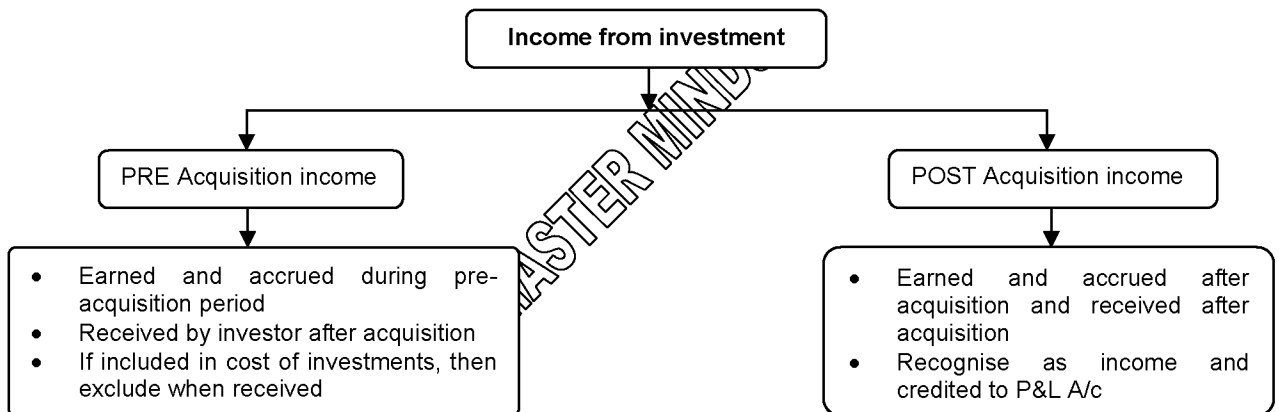 Income from investment
PRE Acquisition income
POST Acquisition income
• Earned and accrued during pre-
acquisition period
• Received by investor after acquisition
• If included in cost of investments, then
exclude when received
• Earned and accrued after
acquisition and received after
acquisition
• Recognise as income and
credited to P&L A/c